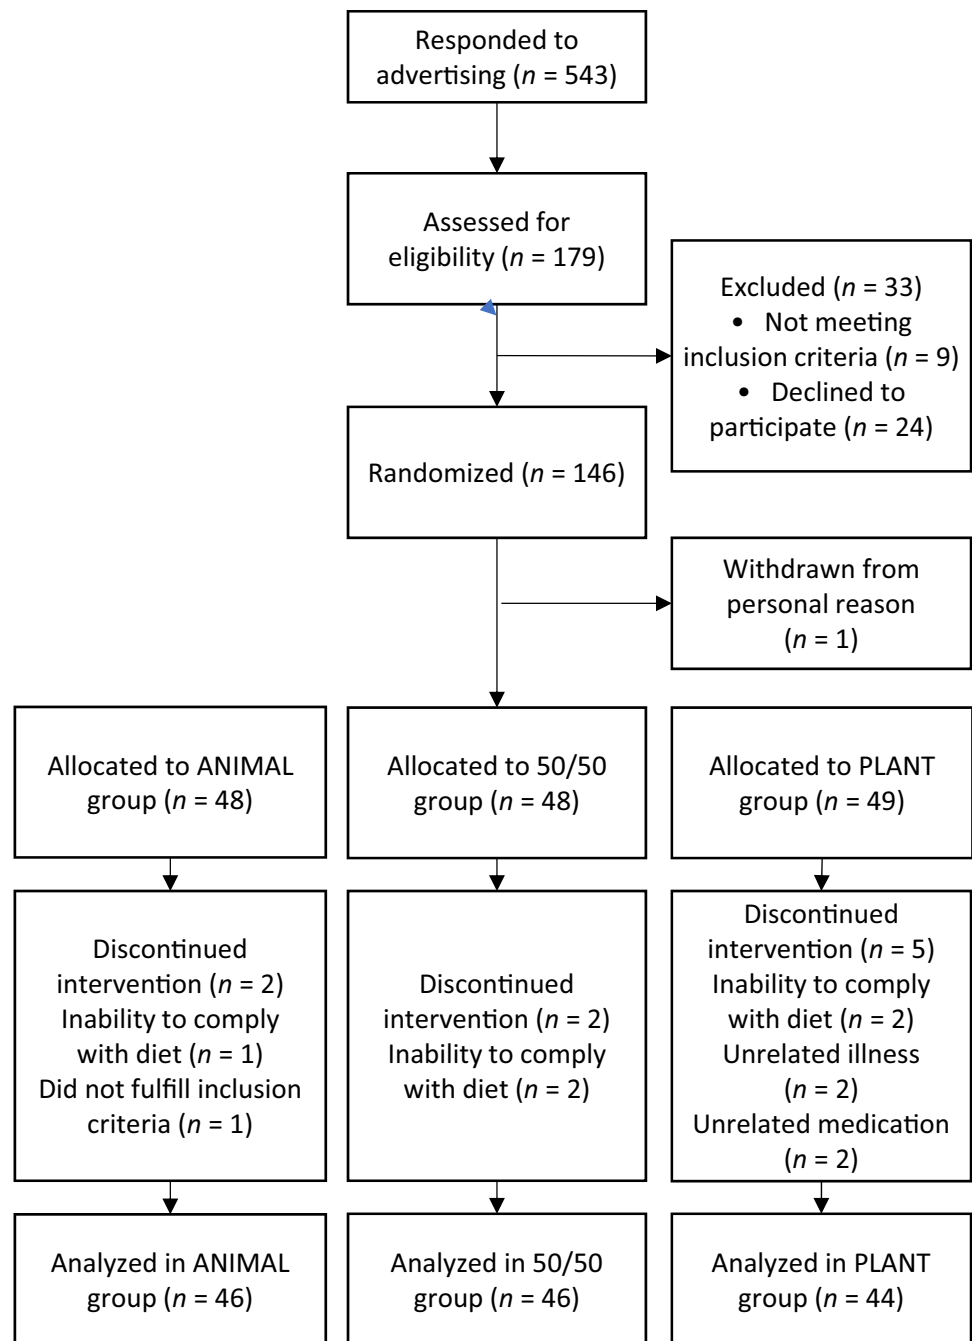 Responded to
advertising (n = 543)
Assessed for
eligibility (n = 179)
Excluded (n = 33)
• Not meeting
inclusion criteria (n = 9)
• Declined to
participate (n = 24)
Randomized (n = 146)
Withdrawn from
personal reason
(n = 1)
Allocated to ANIMAL
group (n = 48)
Allocated to 50/50
group (n = 48)
Allocated to PLANT
group (n = 49)
Discontinued
intervention (n = 2)
Inability to comply
with diet (n = 1)
Did not fulfill inclusion
criteria (n = 1)
Discontinued
intervention (n = 2)
Inability to comply
with diet (n = 2)
Discontinued
intervention (n = 5)
Inability to comply
with diet (n = 2)
Unrelated illness
(n = 2)
Unrelated medication
(n = 2)
Analyzed in ANIMAL
group (n = 46)
Analyzed in 50/50
group (n = 46)
Analyzed in PLANT
group (n = 44)